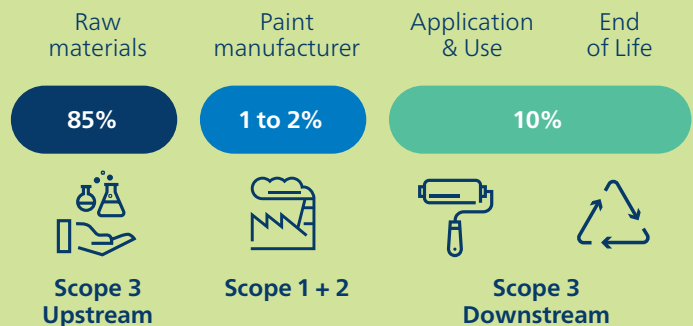 Raw
materials
Paint
manufacturer
Application
& Use
End
of Life
85%
1 to 2%
10%
Scope 3
Upstream
Scope 1 + 2
Scope 3
Downstream